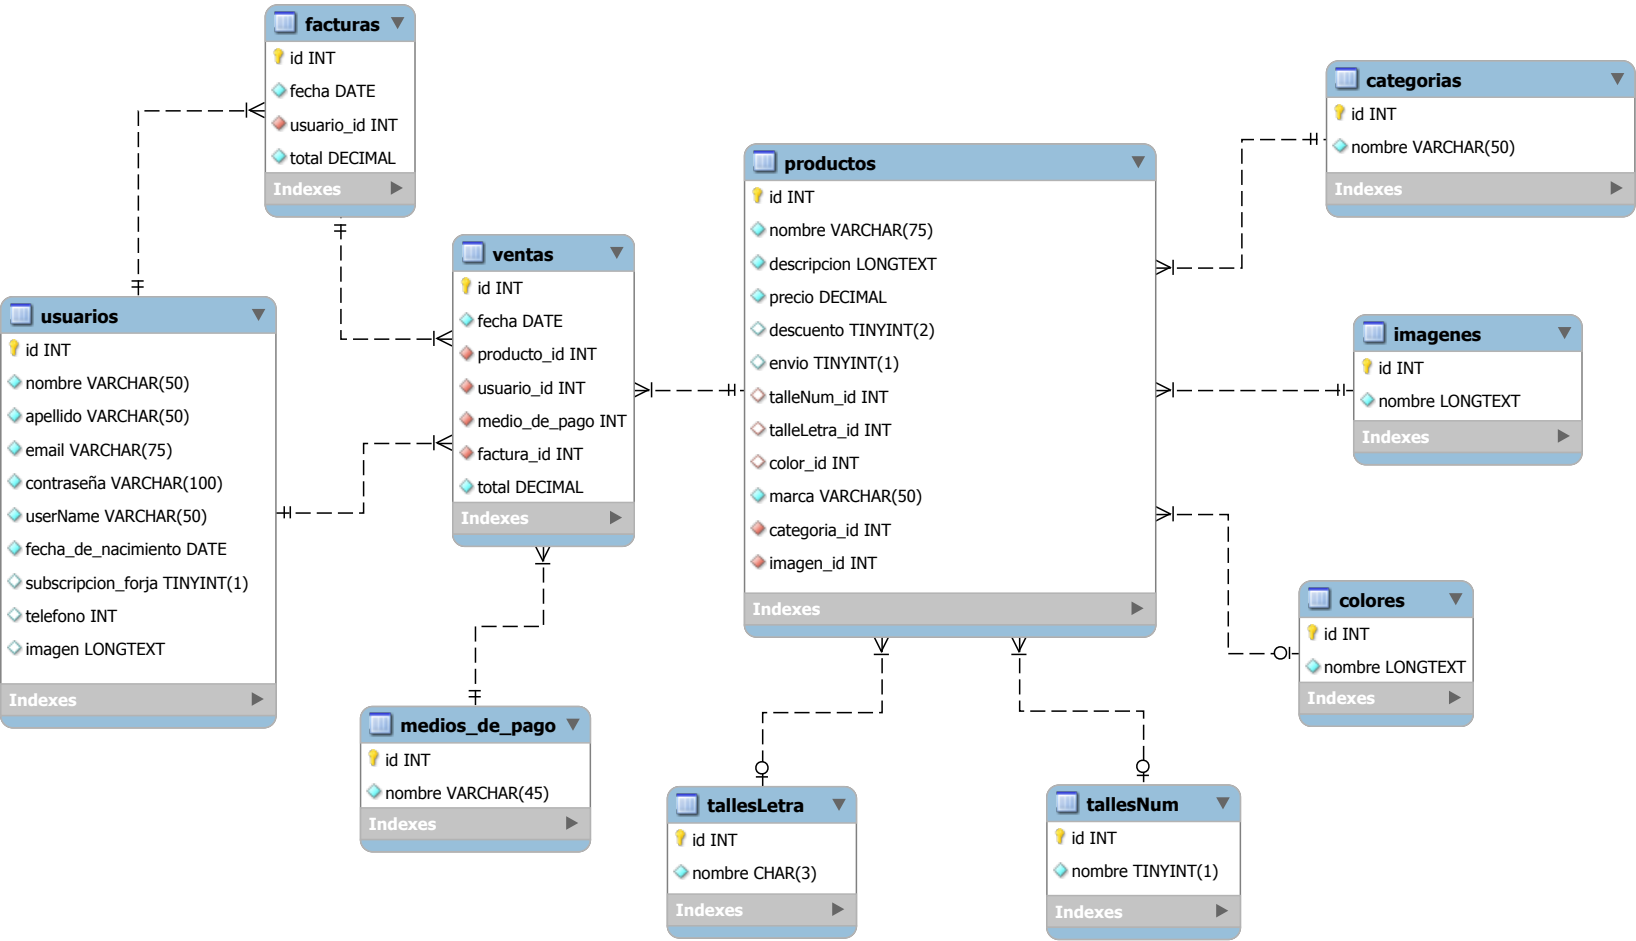 facturas
id INT
fecha DATE
usuario_id INT
total DECIMAL
Indexes
usuarios
id INT
nombre VARCHAR(50)
apellido VARCHAR(50)
email VARCHAR(75)
contraseña VARCHAR(100)
userName VARCHAR(50)
fecha_de_nacimiento DATE
subscripcion_forja TINYINT(1)
telefono INT
imagen LONGTEXT
Indexes
ventas
id INT
fecha DATE
producto_id INT
usuario_id INT
medio_de_pago INT
factura_id INT
total DECIMAL
Indexes
medios_de_pago
id INT
nombre VARCHAR(45)
Indexes
productos
id INT
nombre VARCHAR(75)
descripcion LONGTEXT
precio DECIMAL
descuento TINYINT(2)
envio TINYINT(1)
talleNum_id INT
talleLetra_id INT
color_id INT
marca VARCHAR(50)
categoria_id INT
imagen_id INT
Indexes
tallesLetra
id INT
nombre CHAR(3)
Indexes
tallesNum
id INT
nombre TINYINT(1)
Indexes
categorias
id INT
nombre VARCHAR(50)
Indexes
imagenes
id INT
nombre LONGTEXT
Indexes
colores
id INT
nombre LONGTEXT
Indexes